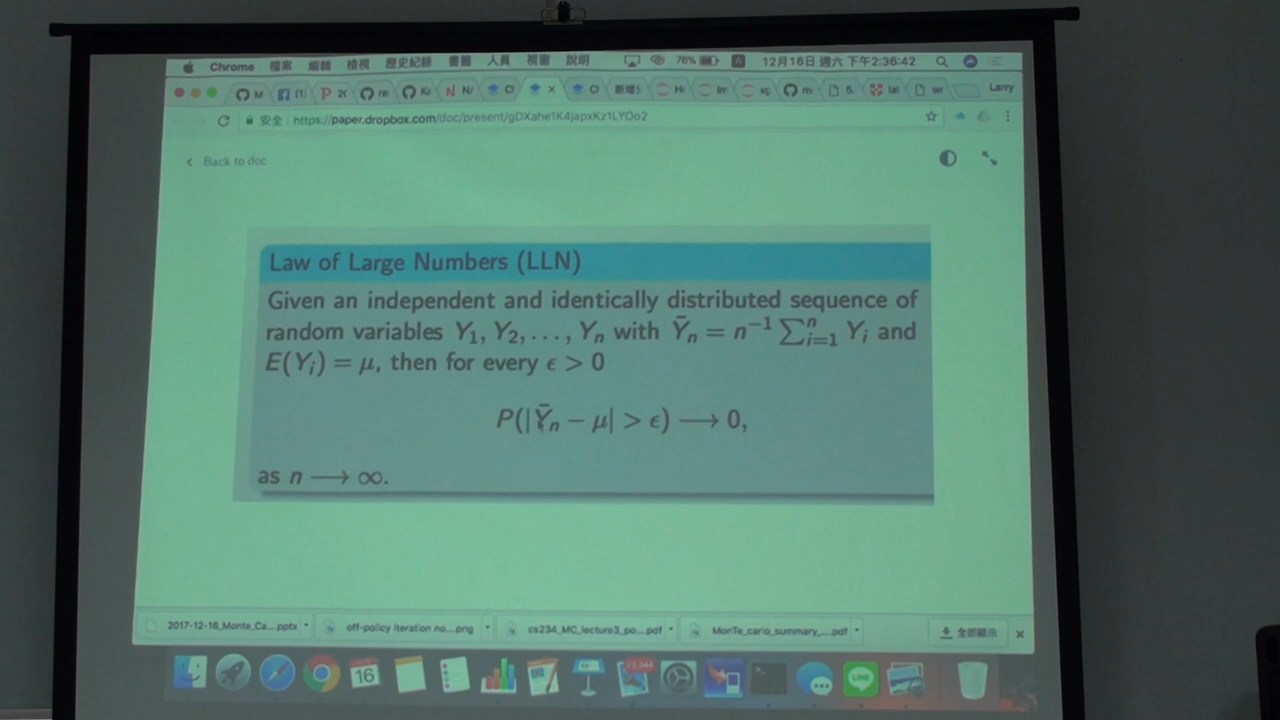 Chrome 檔案 編輯 檢視 歷史紀錄 書籤 人員 視窗 說明 76% A 12月16日 週六 下午2:36:42
Larry
安全 https://paper.dropbox.com/doc/present/gDXahe1K4japxKz1LYOo2
Back to doc
Law of Large Numbers (LLN)
Given an independent and identically distributed sequence of
random variables Y₁, Y₂, . . . , Yₙ with Ȳₙ = n⁻¹ ∑ⁿᵢ₌₁ Yᵢ and
E(Yᵢ) = μ, then for every ϵ > 0
P(|Ȳₙ − μ| > ϵ) ⟶ 0,
as n ⟶ ∞.
2017-12-16_Monte_Ca....pptx off-policy iteration no....png cs234_MC_lecture3_po....pdf MonTe_carlo_summary_....pdf 全部顯示
16
LINE